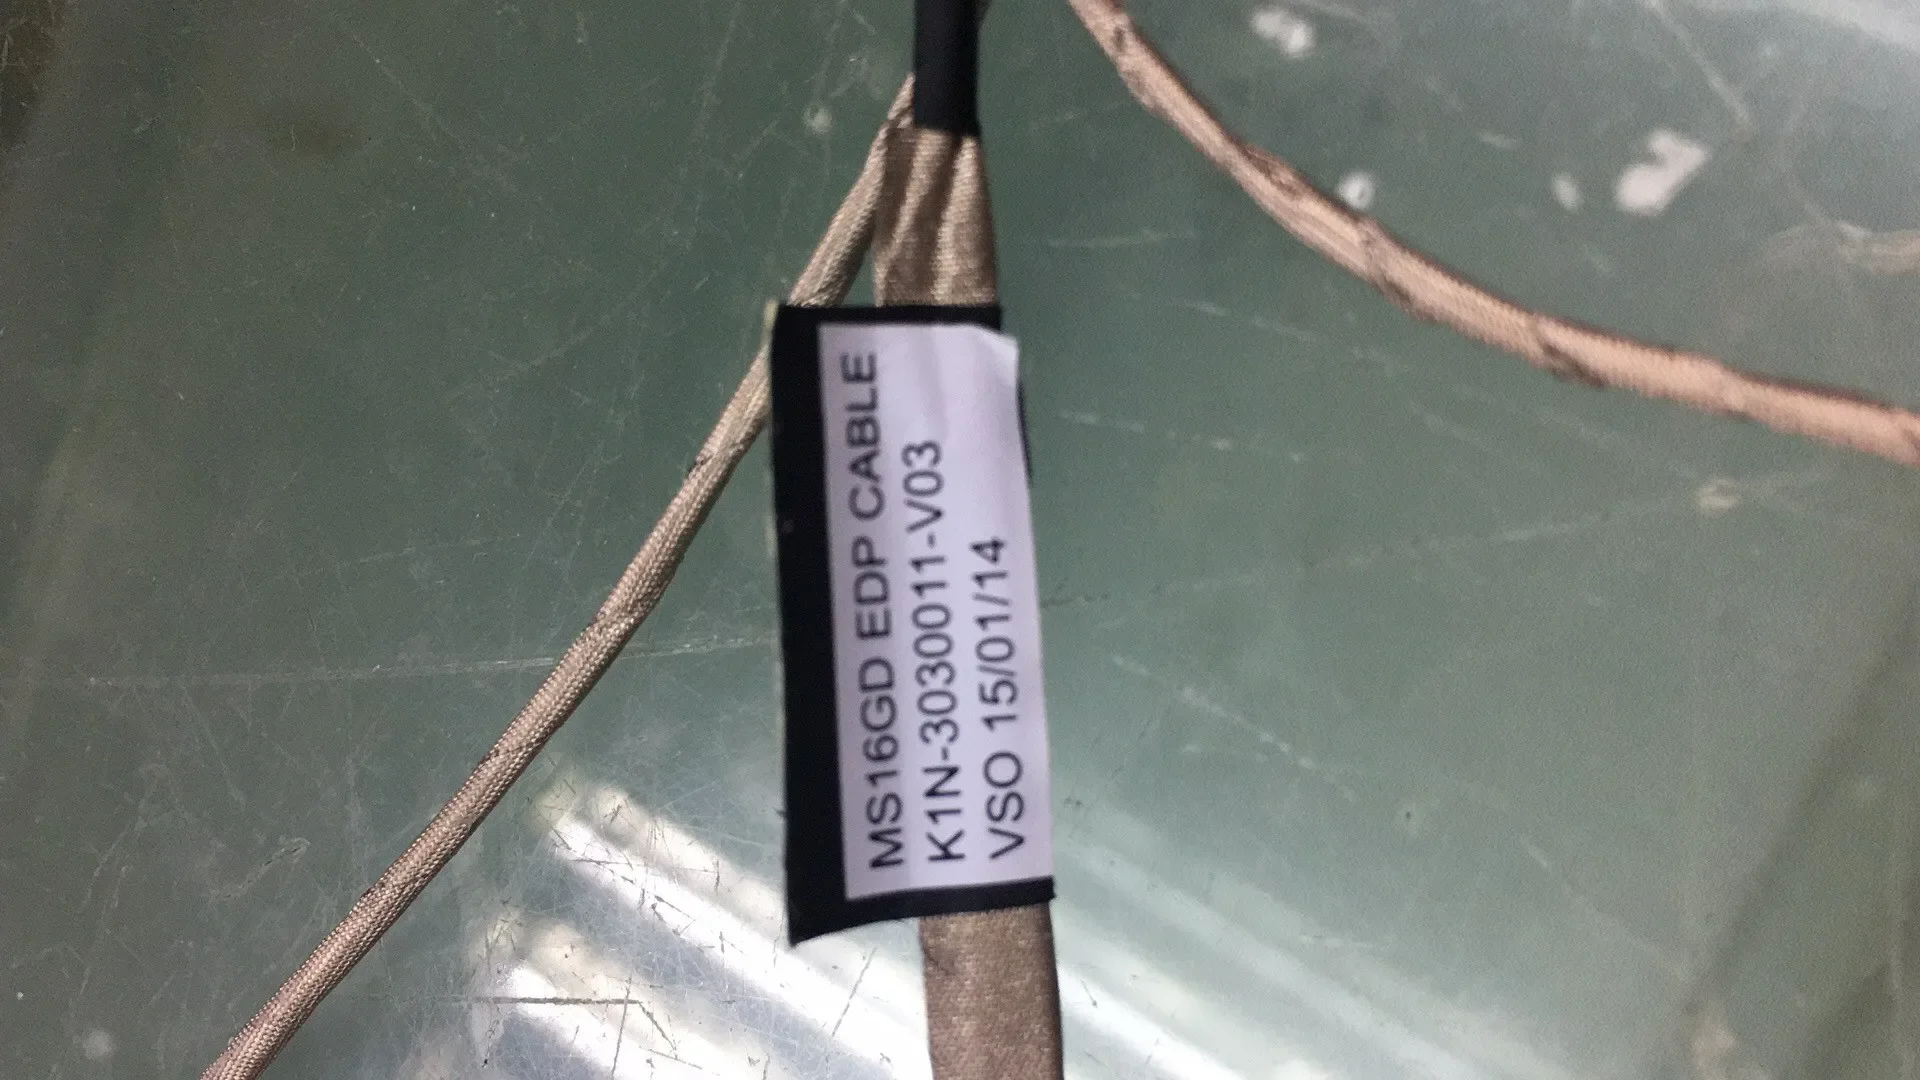 MS16GD EDP CABLE
K1N-3030011-V03
VSO 15/01/14